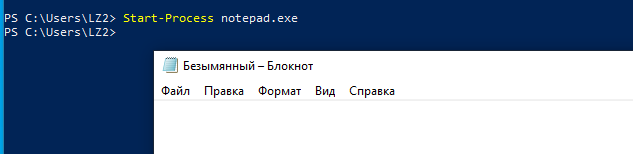 PS C:\Users\LZ2> Start-Process notepad.exe
PS C:\Users\LZ2>
Безымянный – Блокнот
Файл Правка Формат Вид Справка